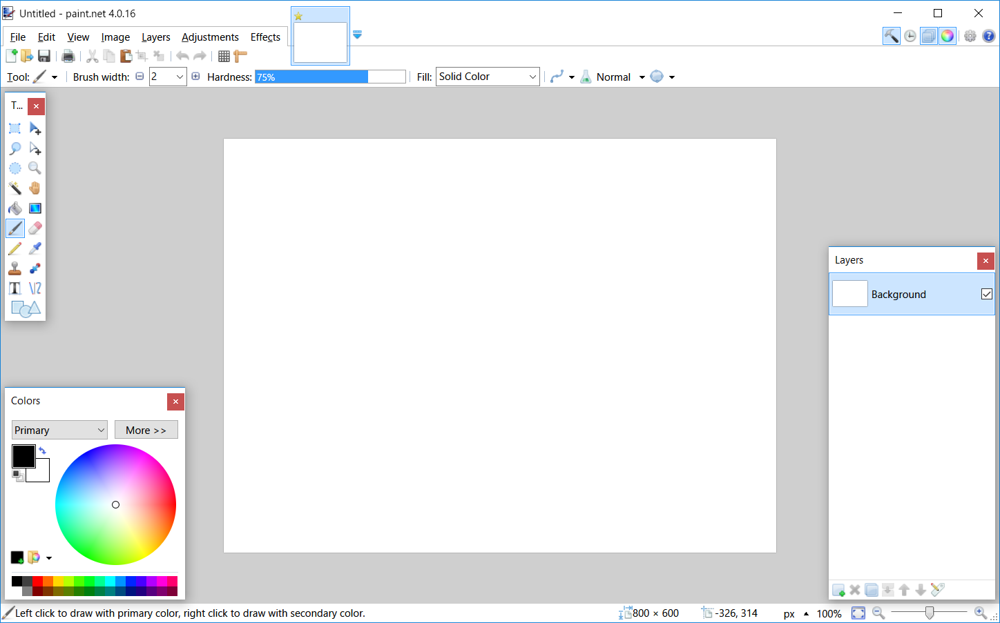 Untitled - paint.net 4.0.16
File Edit View Image Layers Adjustments Effects
Tool: Brush width: 2 Hardness: 75% Fill: Solid Color Normal
T...
Layers
Background
Colors
Primary More >>
Left click to draw with primary color, right click to draw with secondary color. 800 × 600 -326, 314 px 100%